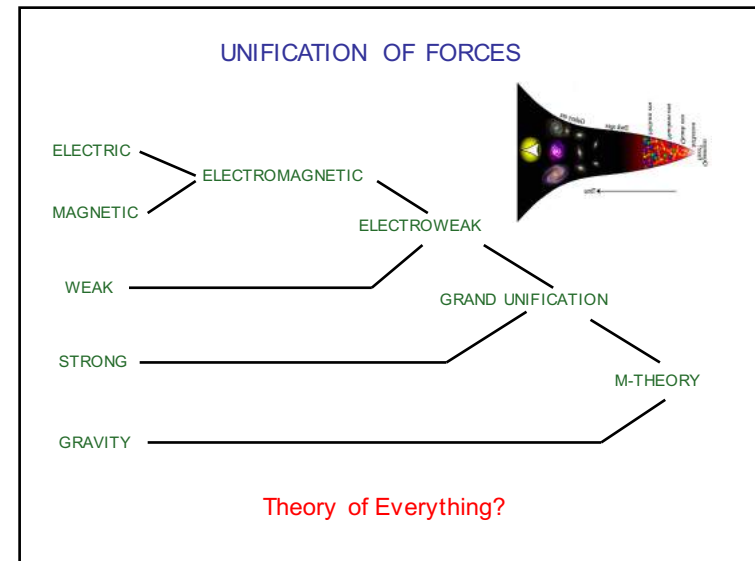 UNIFICATION OF FORCES
ELECTRIC
ELECTROMAGNETIC
MAGNETIC
ELECTROWEAK
WEAK
GRAND UNIFICATION
STRONG
M-THEORY
GRAVITY
Theory of Everything?